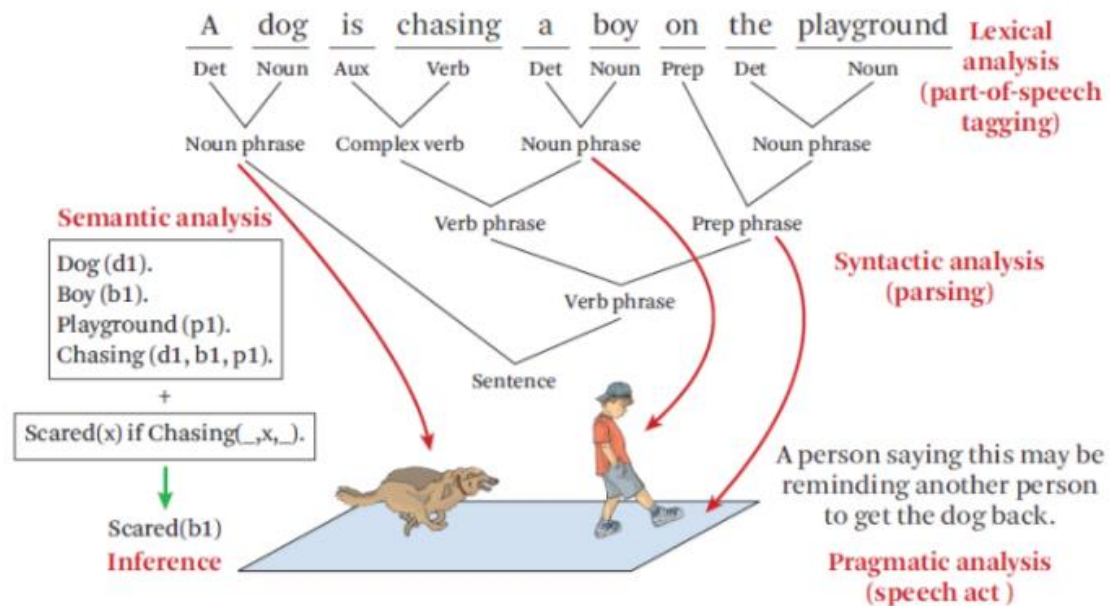 A dog is chasing a boy on the playground
Lexical
analysis
(part-of-speech
tagging)
Det Noun Aux Verb Det Noun Prep Det Noun
Noun phrase Complex verb Noun phrase Noun phrase
Semantic analysis
Verb phrase Prep phrase
Dog (d1).
Boy (b1).
Playground (p1).
Chasing (d1, b1, p1).
Syntactic analysis
(parsing)
Verb phrase
Sentence
+
Scared(x) if Chasing(_,x,_).
Scared(b1)
Inference
A person saying this may be
reminding another person
to get the dog back.
Pragmatic analysis
(speech act )